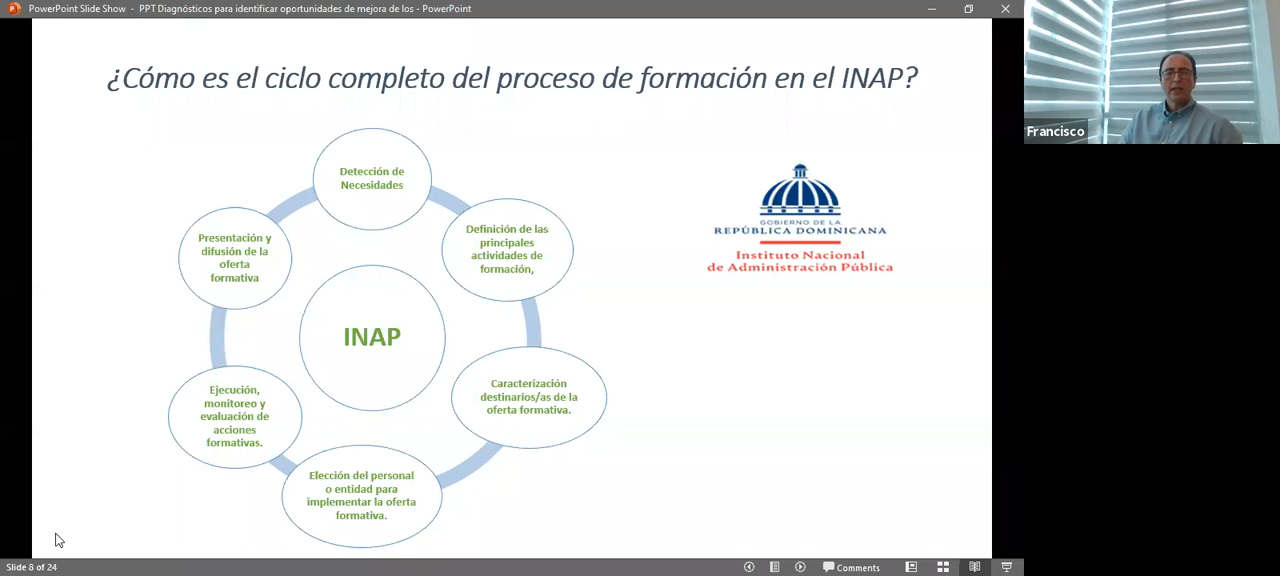 PowerPoint Slide Show - PPT Diagnósticos para identificar oportunidades de mejora de los - PowerPoint
¿Cómo es el ciclo completo del proceso de formación en el INAP?
Detección de
Necesidades
Definición de las
principales
actividades de
formación,
Caracterización
destinarios/as de la
oferta formativa.
Elección del personal
o entidad para
implementar la oferta
formativa.
Ejecución,
monitoreo y
evaluación de
acciones
formativas.
Presentación y
difusión de la
oferta
formativa
INAP
GOBIERNO DE LA
REPÚBLICA DOMINICANA
Instituto Nacional
de Administración Pública
Francisco
Slide 8 of 24
Comments